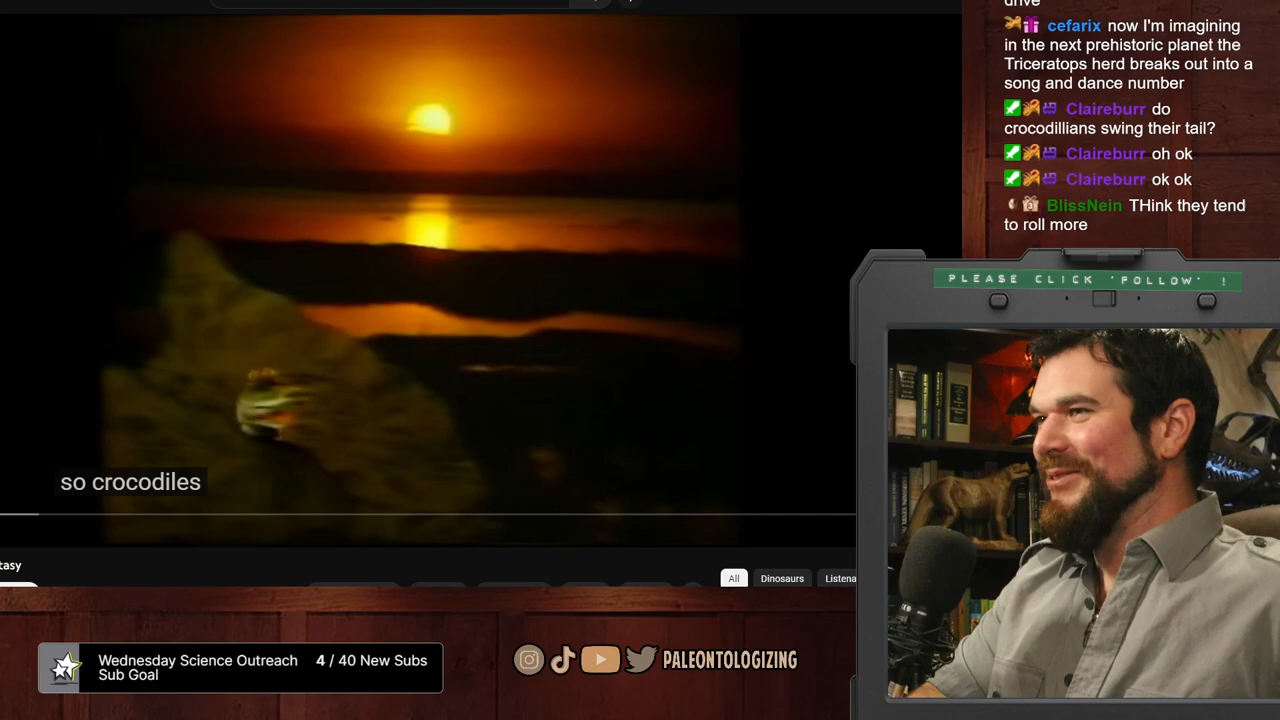 drive
cefarix now I'm imagining
in the next prehistoric planet the
Triceratops herd breaks out into a
song and dance number
Claireburr do
crocodillians swing their tail?
Claireburr oh ok
Claireburr ok ok
BlissNein THink they tend
to roll more
PLEASE CLICK 'FOLLOW' !
so crocodiles
tasy
All Dinosaurs Listena
Wednesday Science Outreach 4 / 40 New Subs
Sub Goal
PALEONTOLOGIZING